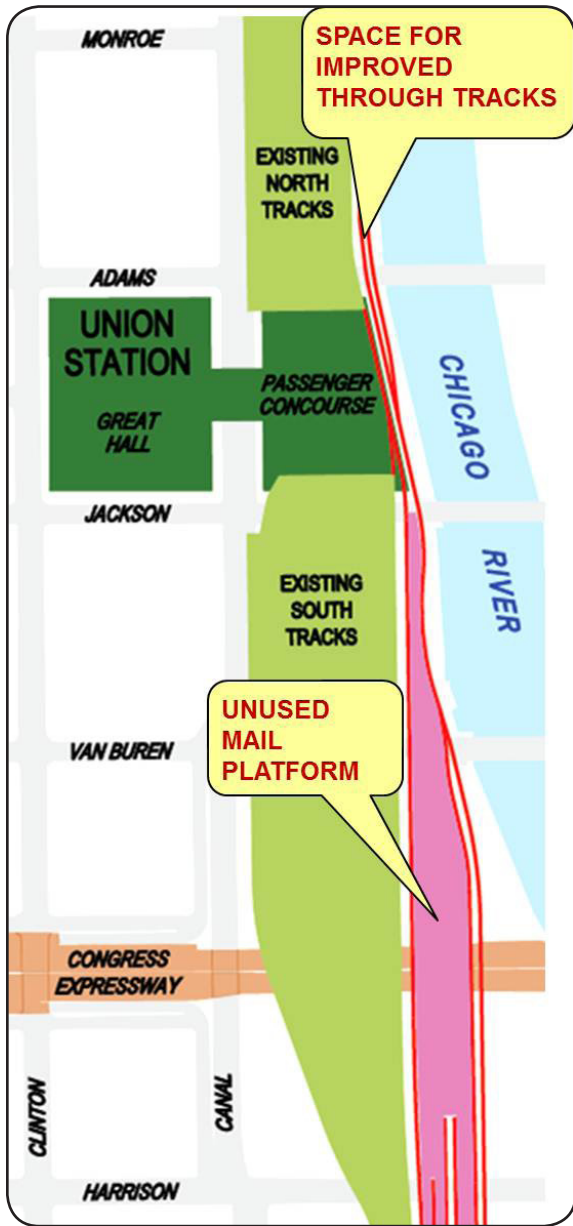 MONROE
SPACE FOR
IMPROVED
THROUGH TRACKS
EXISTING
NORTH
TRACKS
ADAMS
UNION
STATION
GREAT
HALL
PASSENGER
CONCOURSE
CHICAGO
RIVER
JACKSON
EXISTING
SOUTH
TRACKS
UNUSED
MAIL
PLATFORM
VAN BUREN
CONGRESS
EXPRESSWAY
CLINTON
CANAL
HARRISON